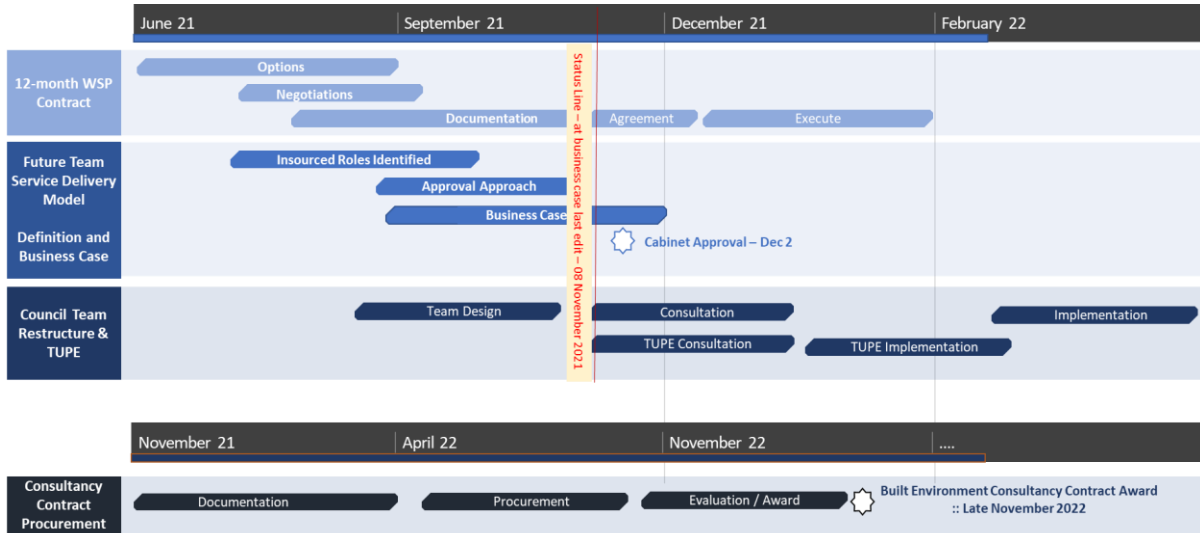 June 21
September 21
December 21
February 22
12-month WSP
Contract
Options
Negotiations
Documentation
Agreement
Execute
Status Line – at business case last edit – 08 November 2021
Future Team
Service Delivery
Model
Definition and
Business Case
Insourced Roles Identified
Approval Approach
Business Case
Cabinet Approval – Dec 2
Council Team
Restructure &
TUPE
Team Design
Consultation
Implementation
TUPE Consultation
TUPE Implementation
November 21
April 22
November 22
....
Consultancy
Contract
Procurement
Documentation
Procurement
Evaluation / Award
Built Environment Consultancy Contract Award
:: Late November 2022